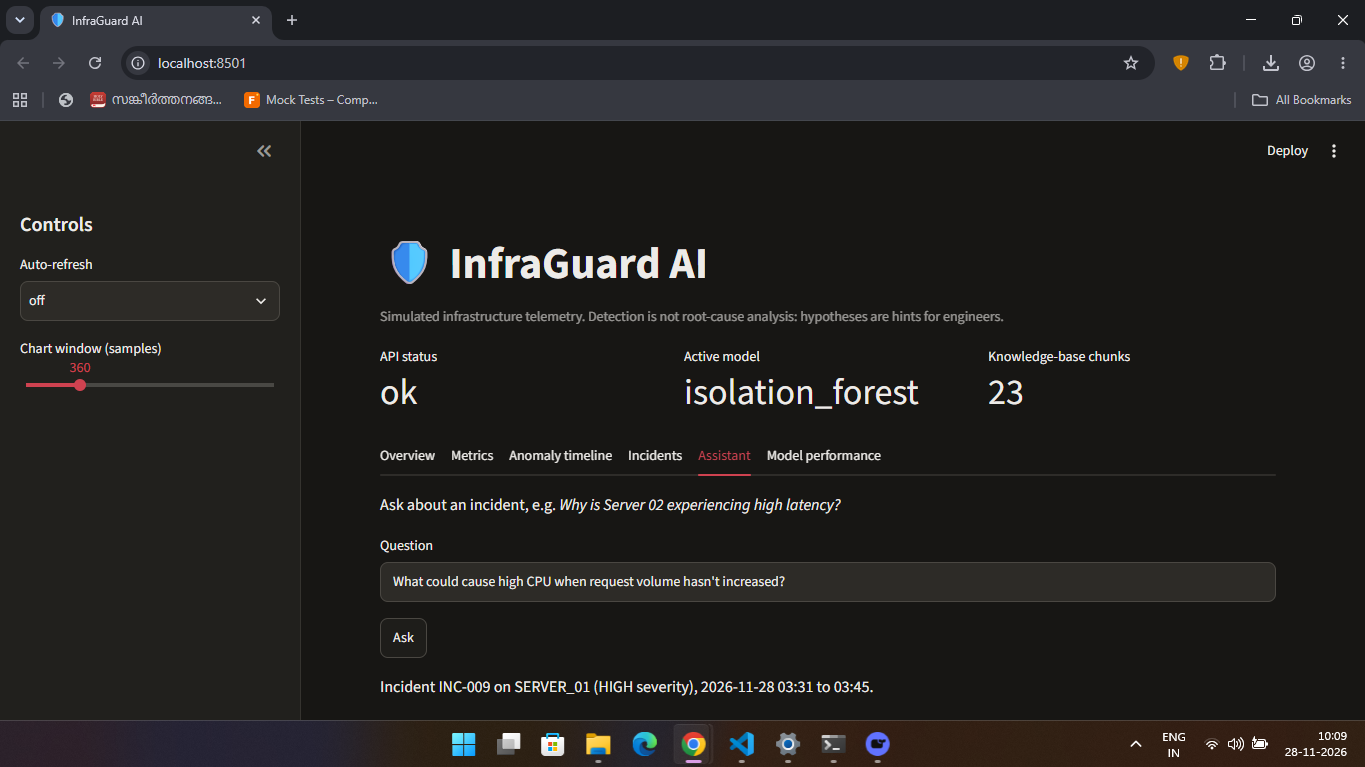 InfraGuard AI
localhost:8501
സങ്കീർത്തനങ്ങ...
Mock Tests – Comp...
All Bookmarks
Deploy
Controls
Auto-refresh
off
Chart window (samples)
360
InfraGuard AI
Simulated infrastructure telemetry. Detection is not root-cause analysis: hypotheses are hints for engineers.
API status
Active model
Knowledge-base chunks
ok
isolation_forest
23
Overview Metrics Anomaly timeline Incidents Assistant Model performance
Ask about an incident, e.g. Why is Server 02 experiencing high latency?
Question
What could cause high CPU when request volume hasn't increased?
Ask
Incident INC-009 on SERVER_01 (HIGH severity), 2026-11-28 03:31 to 03:45.
ENG
IN
10:09
28-11-2026